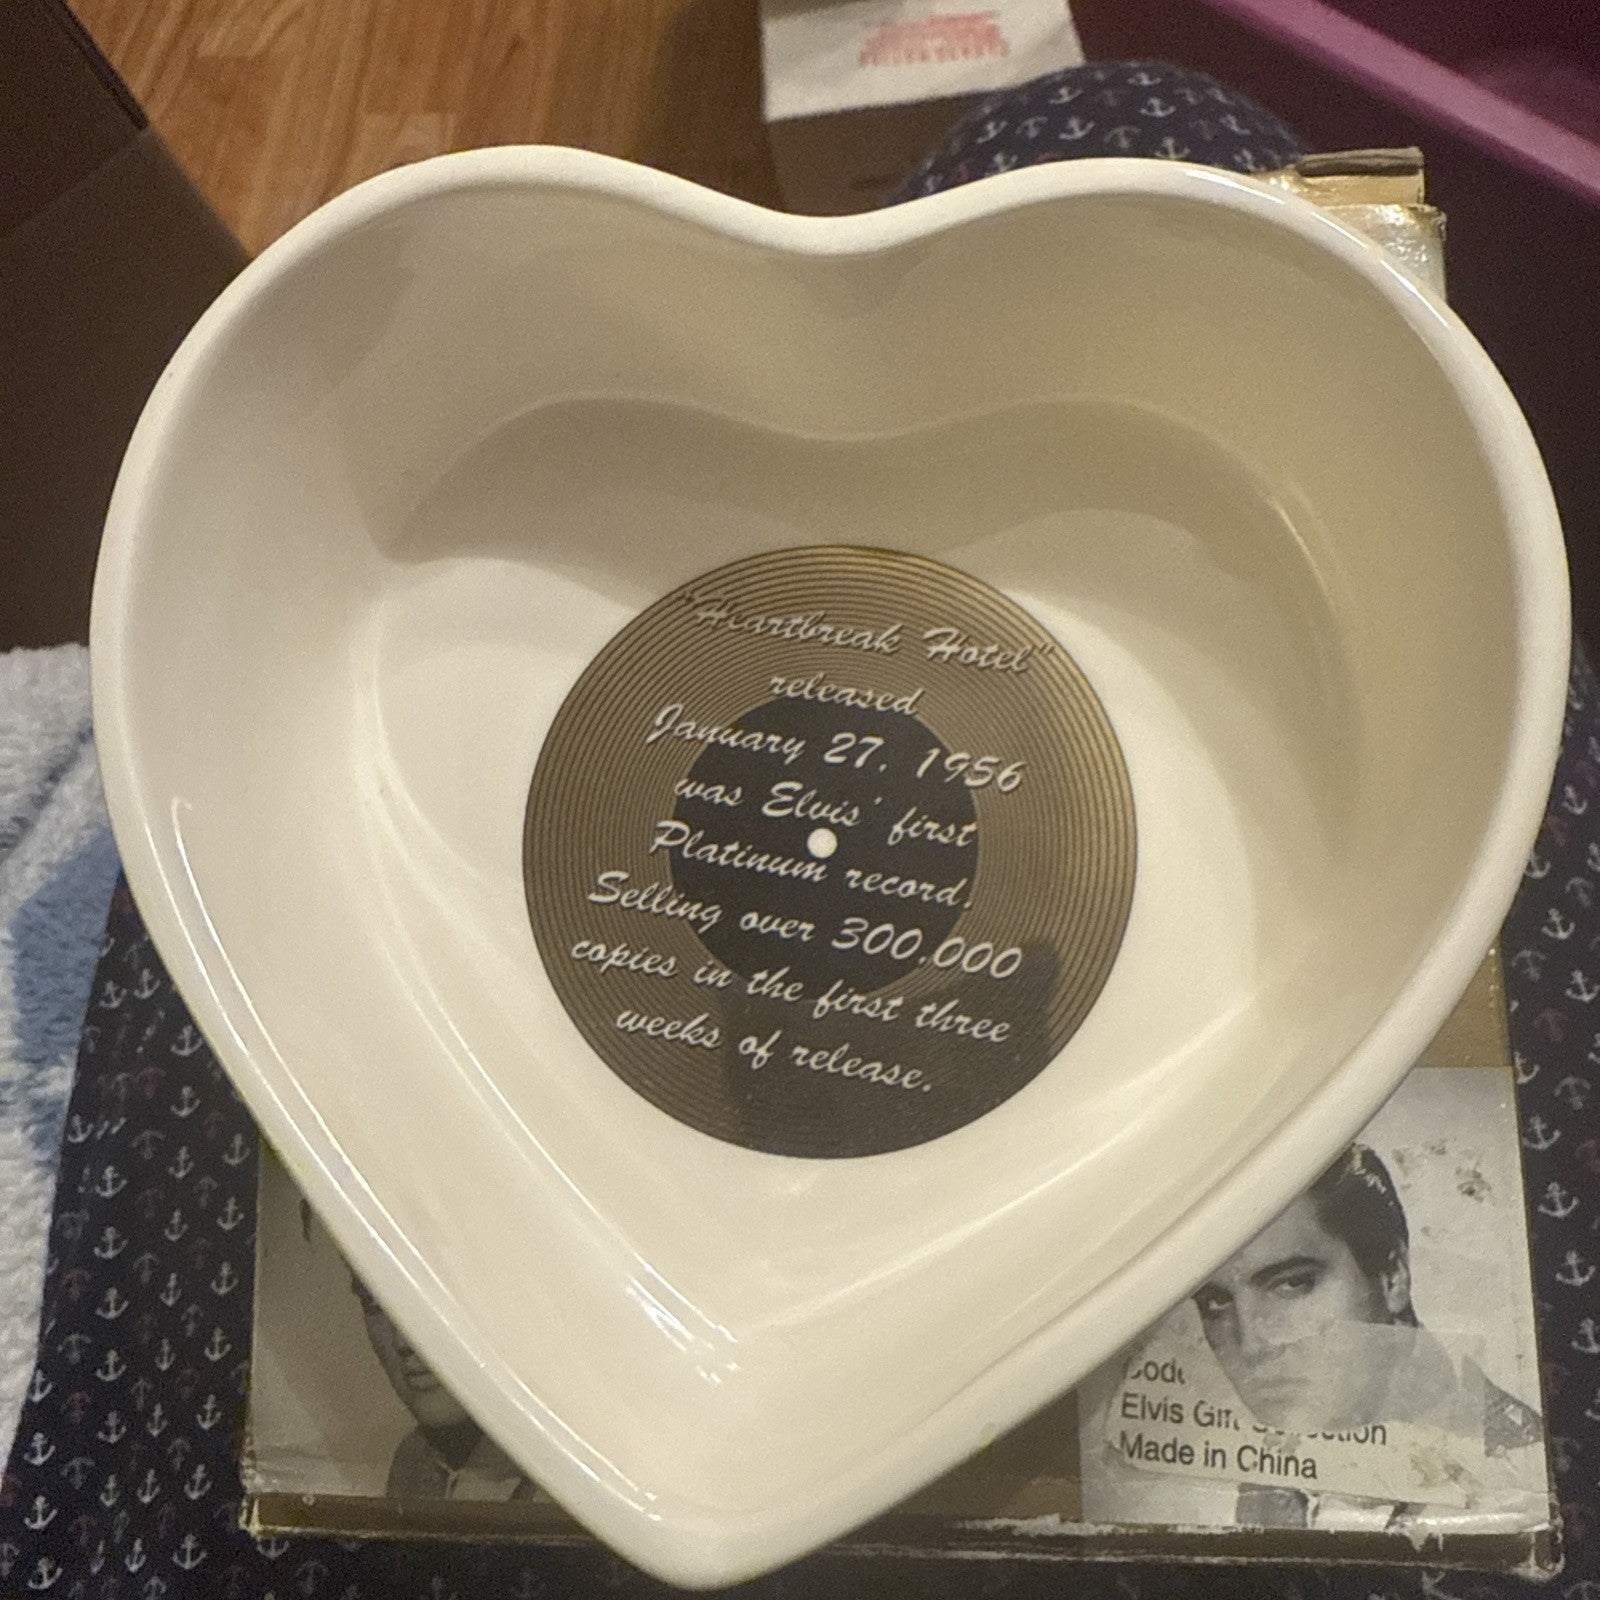 "Heartbreak Hotel"
released
January 27, 1956
was Elvis' first
Platinum record.
Selling over 300,000
copies in the first three
weeks of release.
Elvis
Made in China